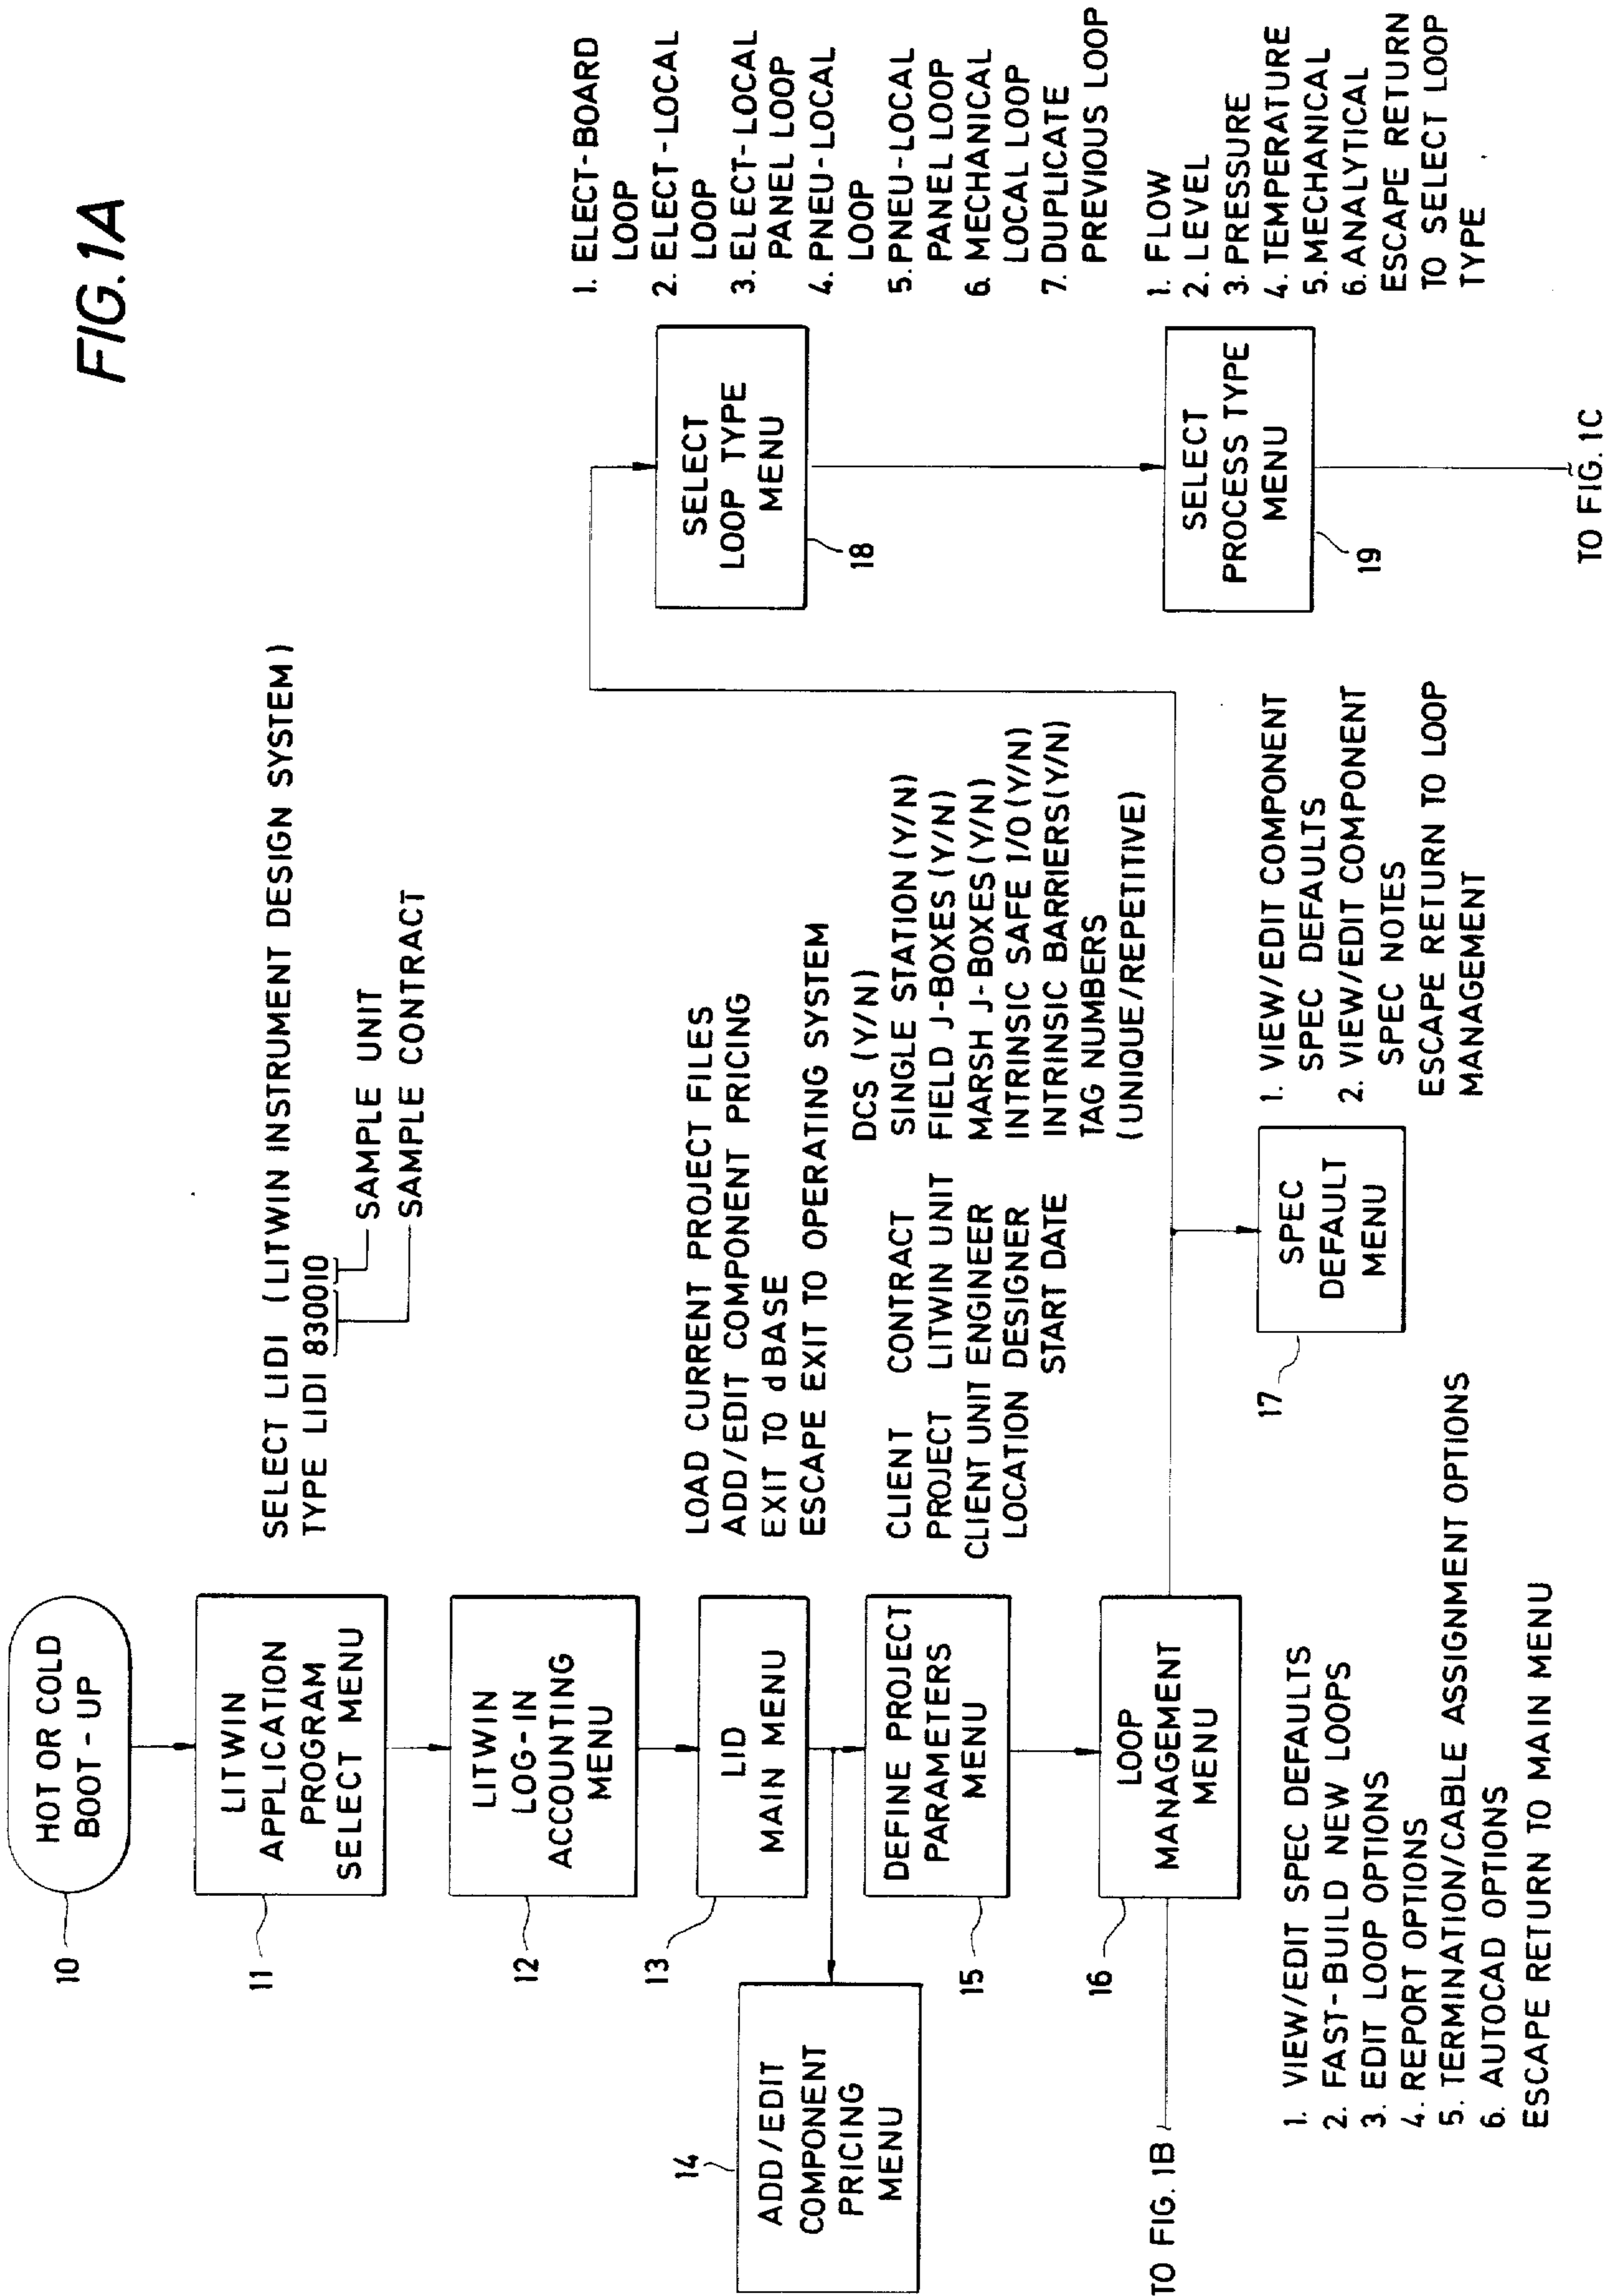 FIG.1A
HOT OR COLD
BOOT - UP
10
LITWIN
APPLICATION
PROGRAM
SELECT MENU
11
SELECT LIDI (LITWIN INSTRUMENT DESIGN SYSTEM)
TYPE LIDI 830010
SAMPLE UNIT
SAMPLE CONTRACT
LITWIN
LOG-IN
ACCOUNTING
MENU
12
LID
MAIN MENU
13
LOAD CURRENT PROJECT FILES
ADD/EDIT COMPONENT PRICING
EXIT TO dBASE
ESCAPE EXIT TO OPERATING SYSTEM
ADD/EDIT
COMPONENT
PRICING
MENU
14
DEFINE PROJECT
PARAMETERS
MENU
15
CLIENT CONTRACT
PROJECT LITWIN UNIT
CLIENT UNIT ENGINEER
LOCATION DESIGNER
START DATE
DCS (Y/N)
SINGLE STATION (Y/N)
FIELD J-BOXES (Y/N)
MARSH J-BOXES (Y/N)
INTRINSIC SAFE I/O (Y/N)
INTRINSIC BARRIERS (Y/N)
TAG NUMBERS
(UNIQUE/REPETITIVE)
LOOP
MANAGEMENT
MENU
16
TO FIG. 1B
1. VIEW/EDIT SPEC DEFAULTS
2. FAST-BUILD NEW LOOPS
3. EDIT LOOP OPTIONS
4. REPORT OPTIONS
5. TERMINATION/CABLE ASSIGNMENT OPTIONS
6. AUTOCAD OPTIONS
ESCAPE RETURN TO MAIN MENU
SPEC
DEFAULT
MENU
17
1. VIEW/EDIT COMPONENT
SPEC DEFAULTS
2. VIEW/EDIT COMPONENT
SPEC NOTES
ESCAPE RETURN TO LOOP
MANAGEMENT
SELECT
LOOP TYPE
MENU
18
1. ELECT-BOARD
LOOP
2. ELECT-LOCAL
LOOP
3. ELECT-LOCAL
PANEL LOOP
4. PNEU-LOCAL
LOOP
5. PNEU-LOCAL
PANEL LOOP
6. MECHANICAL
LOCAL LOOP
7. DUPLICATE
PREVIOUS LOOP
SELECT
PROCESS TYPE
MENU
19
1. FLOW
2. LEVEL
3. PRESSURE
4. TEMPERATURE
5. MECHANICAL
6. ANALYTICAL
ESCAPE RETURN
TO SELECT LOOP
TYPE
TO FIG. 1C